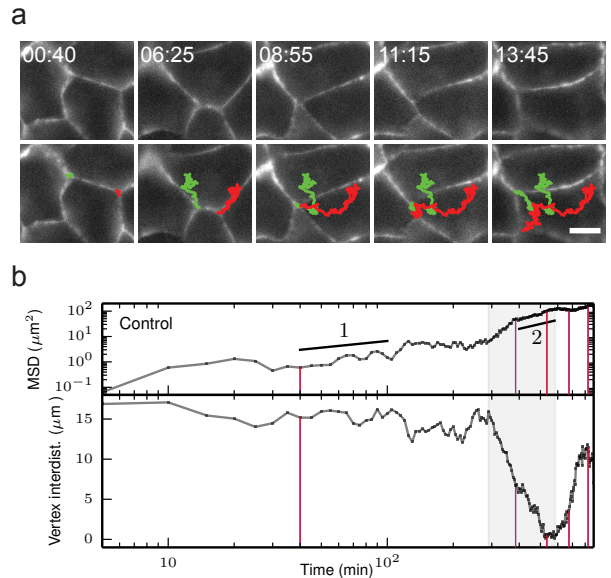 a
00:40 06:25 08:55 11:15 13:45
b
MSD (μm²)
10²
10¹
10⁰
10⁻¹
Control
1
2
Vertex interdist. (μm)
15
10
5
0
10 10²
Time (min)